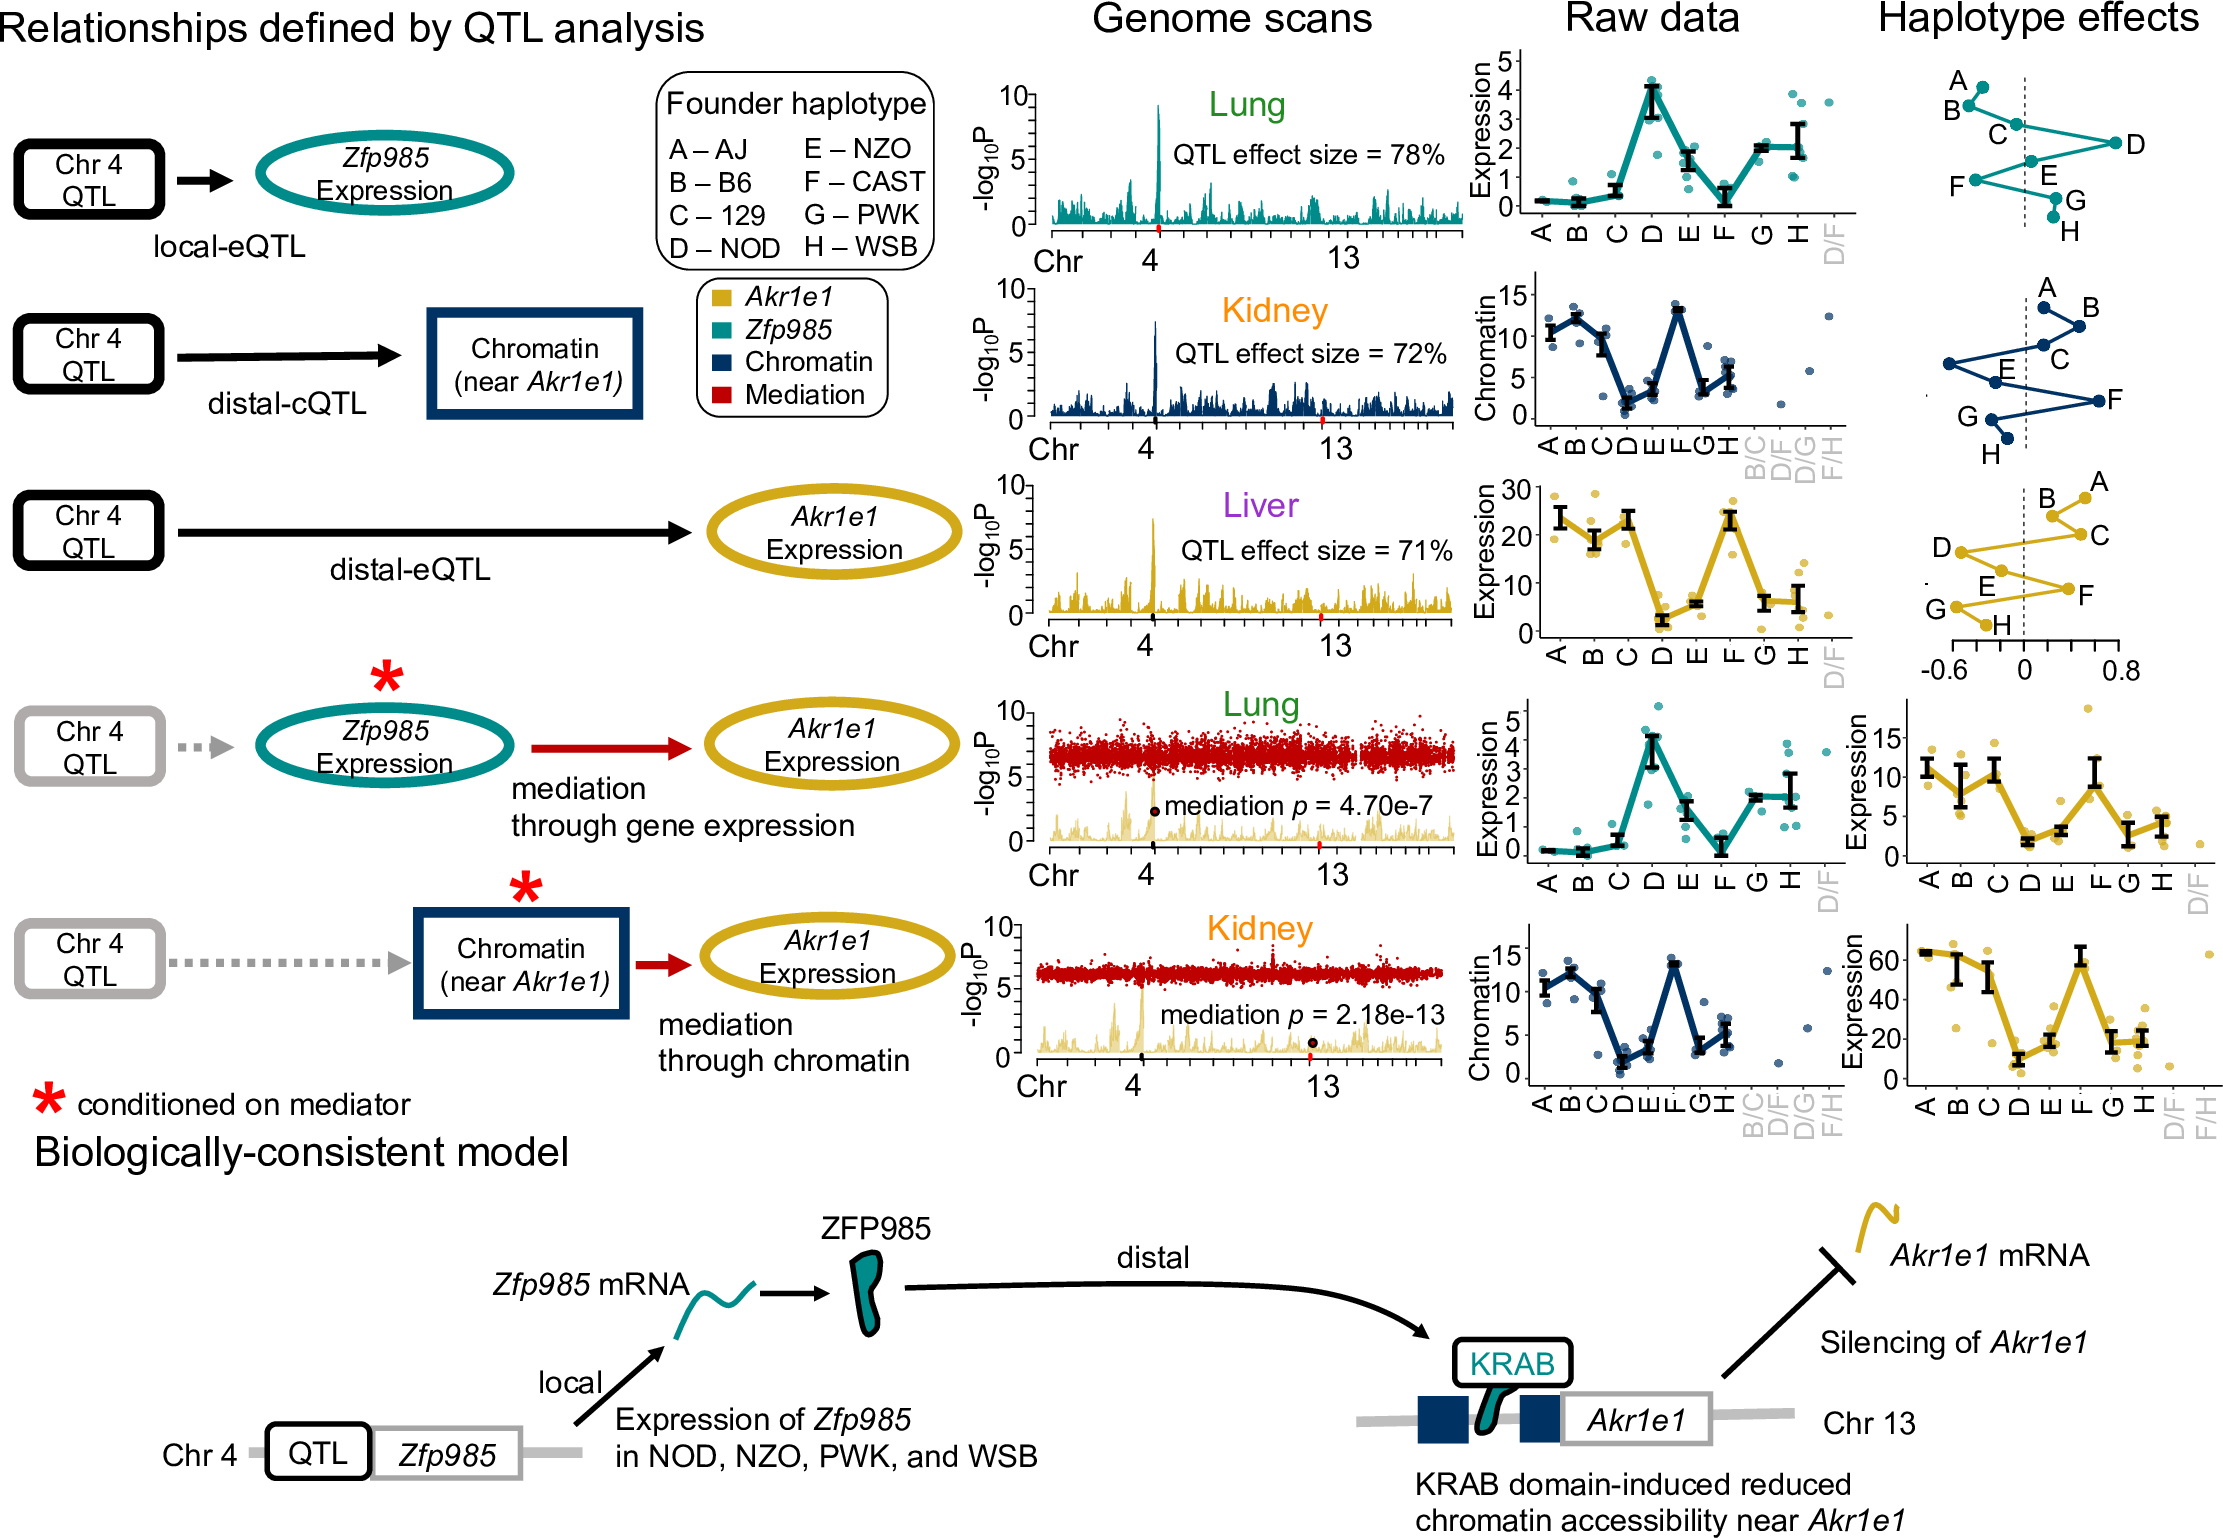 Relationships defined by QTL analysis
Genome scans
Raw data
Haplotype effects
Chr 4
QTL
local-eQTL
Zfp985
Expression
Founder haplotype
A – AJ
E – NZO
B – B6
F – CAST
C – 129
G – PWK
D – NOD
H – WSB
Akr1e1
Zfp985
Chromatin
Mediation
10
5
0
-log10P
Lung
QTL effect size = 78%
Chr
4
13
Expression
5
4
3
2
1
0
A
B
C
D
E
F
G
H
D/F
A
B
C
D
E
F
G
H
Chr 4
QTL
distal-cQTL
Chromatin
(near Akr1e1)
10
5
0
-log10P
Kidney
QTL effect size = 72%
Chr
4
13
Chromatin
15
10
5
0
A
B
C
D
E
F
G
H
B/C
D/F
D/G
F/H
A
B
C
E
F
G
H
Chr 4
QTL
distal-eQTL
Akr1e1
Expression
10
5
0
-log10P
Liver
QTL effect size = 71%
Chr
4
13
Expression
30
20
10
0
A
B
C
D
E
F
G
H
D/F
A
B
C
D
E
F
G
H
-0.6
0
0.8
Chr 4
QTL
*
Zfp985
Expression
mediation
through gene expression
Akr1e1
Expression
10
5
0
-log10P
Lung
mediation p = 4.70e-7
Chr
4
13
Expression
5
4
3
2
1
0
A
B
C
D
E
F
G
H
D/F
Expression
15
10
5
0
A
B
C
D
E
F
G
H
D/F
Chr 4
QTL
*
Chromatin
(near Akr1e1)
mediation
through chromatin
Akr1e1
Expression
10
5
0
-log10P
Kidney
mediation p = 2.18e-13
Chr
4
13
Chromatin
15
10
5
0
A
B
C
D
E
F
G
H
B/C
D/F
D/G
F/H
Expression
60
40
20
0
A
B
C
D
E
F
G
H
D/F
F/H
* conditioned on mediator
Biologically-consistent model
Chr 4
QTL
Zfp985
local
Zfp985 mRNA
ZFP985
distal
Expression of Zfp985
in NOD, NZO, PWK, and WSB
KRAB
Akr1e1
Chr 13
Akr1e1 mRNA
Silencing of Akr1e1
KRAB domain-induced reduced
chromatin accessibility near Akr1e1